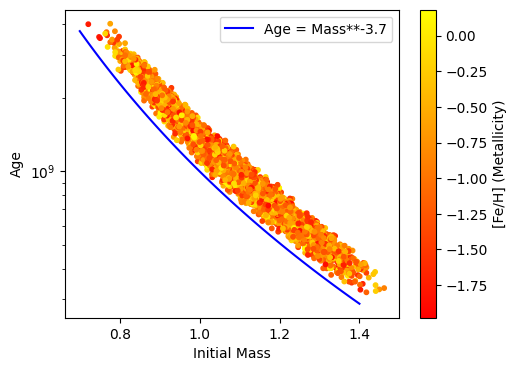 Age = Mass**-3.7
Age
10⁹
0.8 1.0 1.2 1.4
Initial Mass
0.00
−0.25
−0.50
−0.75
−1.00
−1.25
−1.50
−1.75
[Fe/H] (Metallicity)